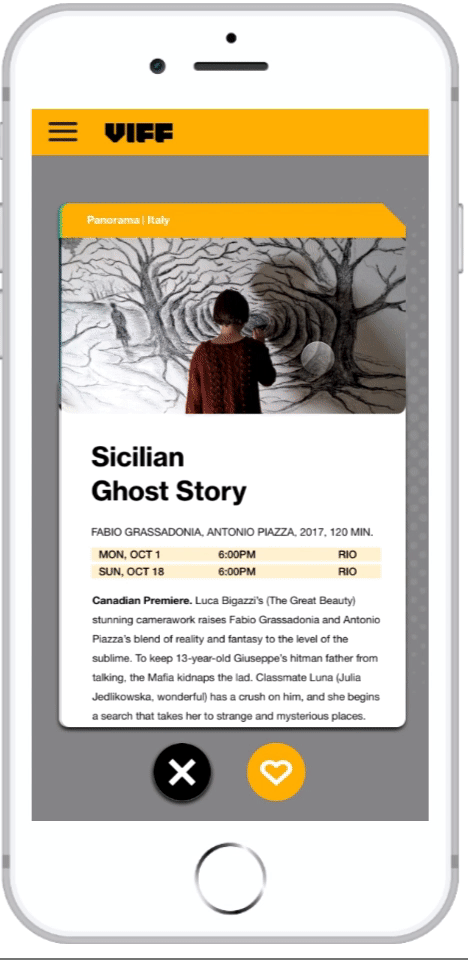 VIFF
Panorama | Italy
Sicilian
Ghost Story
FABIO GRASSADONIA, ANTONIO PIAZZA, 2017, 120 MIN.
MON, OCT 1 6:00PM RIO
SUN, OCT 18 6:00PM RIO
Canadian Premiere. Luca Bigazzi's (The Great Beauty)
stunning camerawork raises Fabio Grassadonia and Antonio
Piazza's blend of reality and fantasy to the level of the
sublime. To keep 13-year-old Giuseppe's hitman father from
talking, the Mafia kidnaps the lad. Classmate Luna (Julia
Jedlikowska, wonderful) has a crush on him, and she begins
a search that takes her to strange and mysterious places.